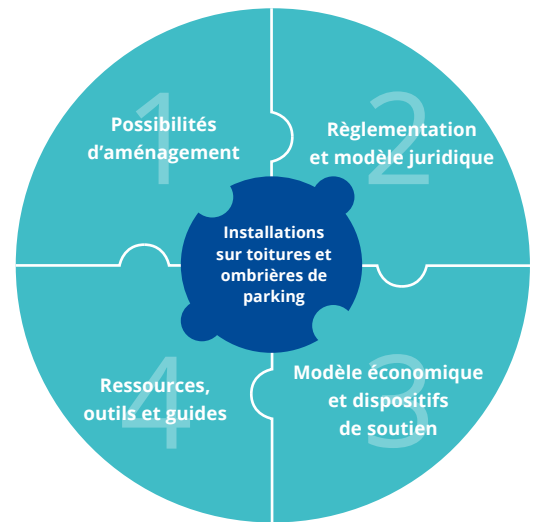 1
Possibilités
d’aménagement
2
Règlementation
et modèle juridique
Installations
sur toitures et
ombrières de
parking
3
Modèle économique
et dispositifs
de soutien
4
Ressources,
outils et guides